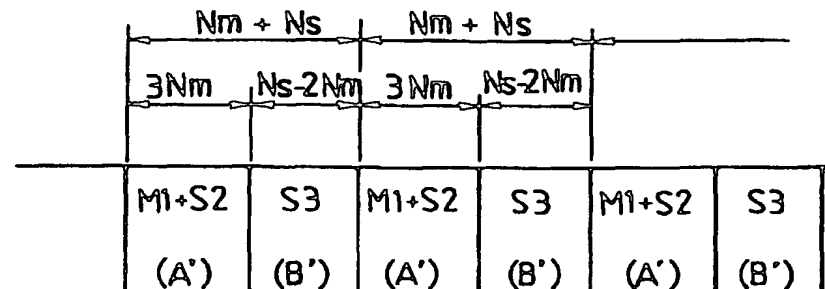 Nm + Ns Nm + Ns
3Nm Ns-2Nm 3Nm Ns-2Nm
M1+S2 S3 M1+S2 S3 M1+S2 S3
(A') (B') (A') (B') (A') (B')